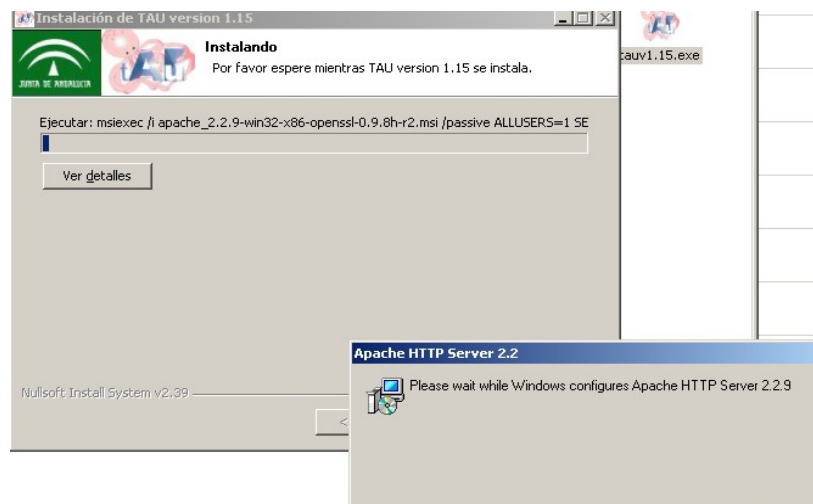 Instalación de TAU version 1.15
Instalando
Por favor espere mientras TAU version 1.15 se instala.
JUNTA DE ANDALUCIA
tAU
tauv1.15.exe
Ejecutar: msiexec /i apache_2.2.9-win32-x86-openssl-0.9.8h-r2.msi /passive ALLUSERS=1 SE
Ver detalles
Apache HTTP Server 2.2
Please wait while Windows configures Apache HTTP Server 2.2.9
Nullsoft Install System v2.39
<